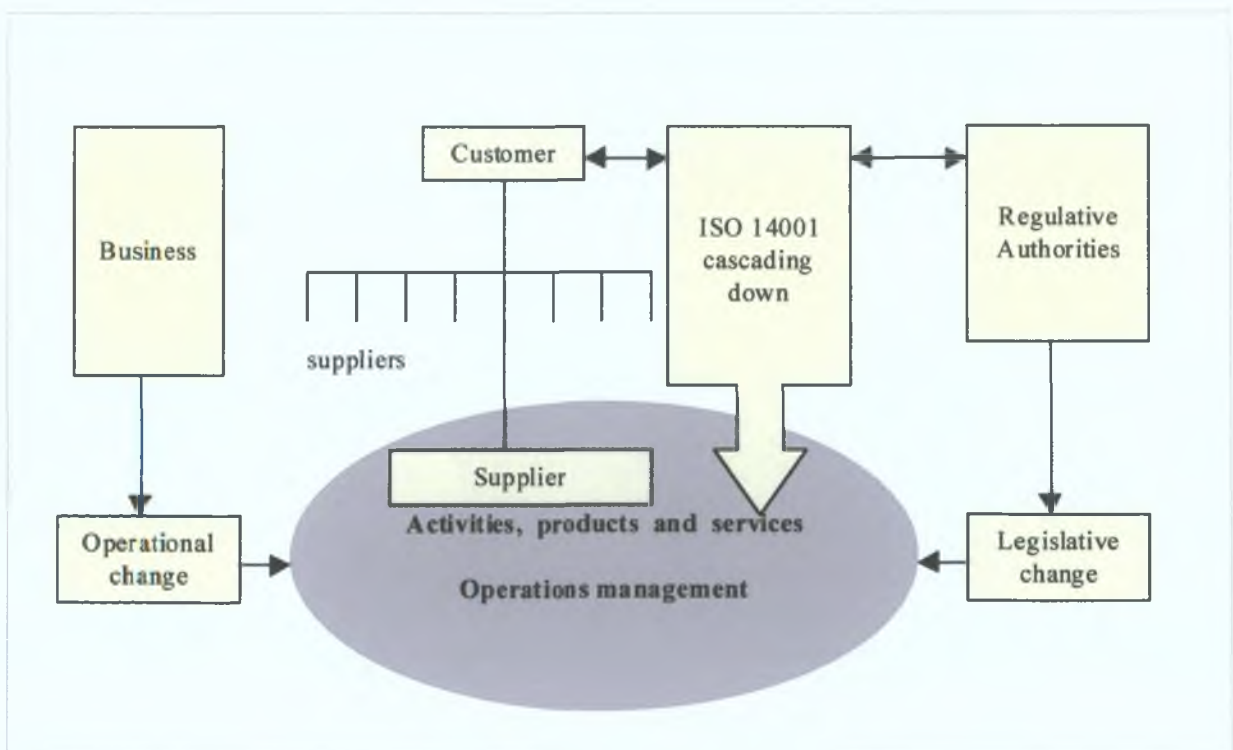 Business
Customer
ISO 14001
cascading
down
Regulative
Authorities
suppliers
Supplier
Activities, products and services
Operations management
Operational
change
Legislative
change